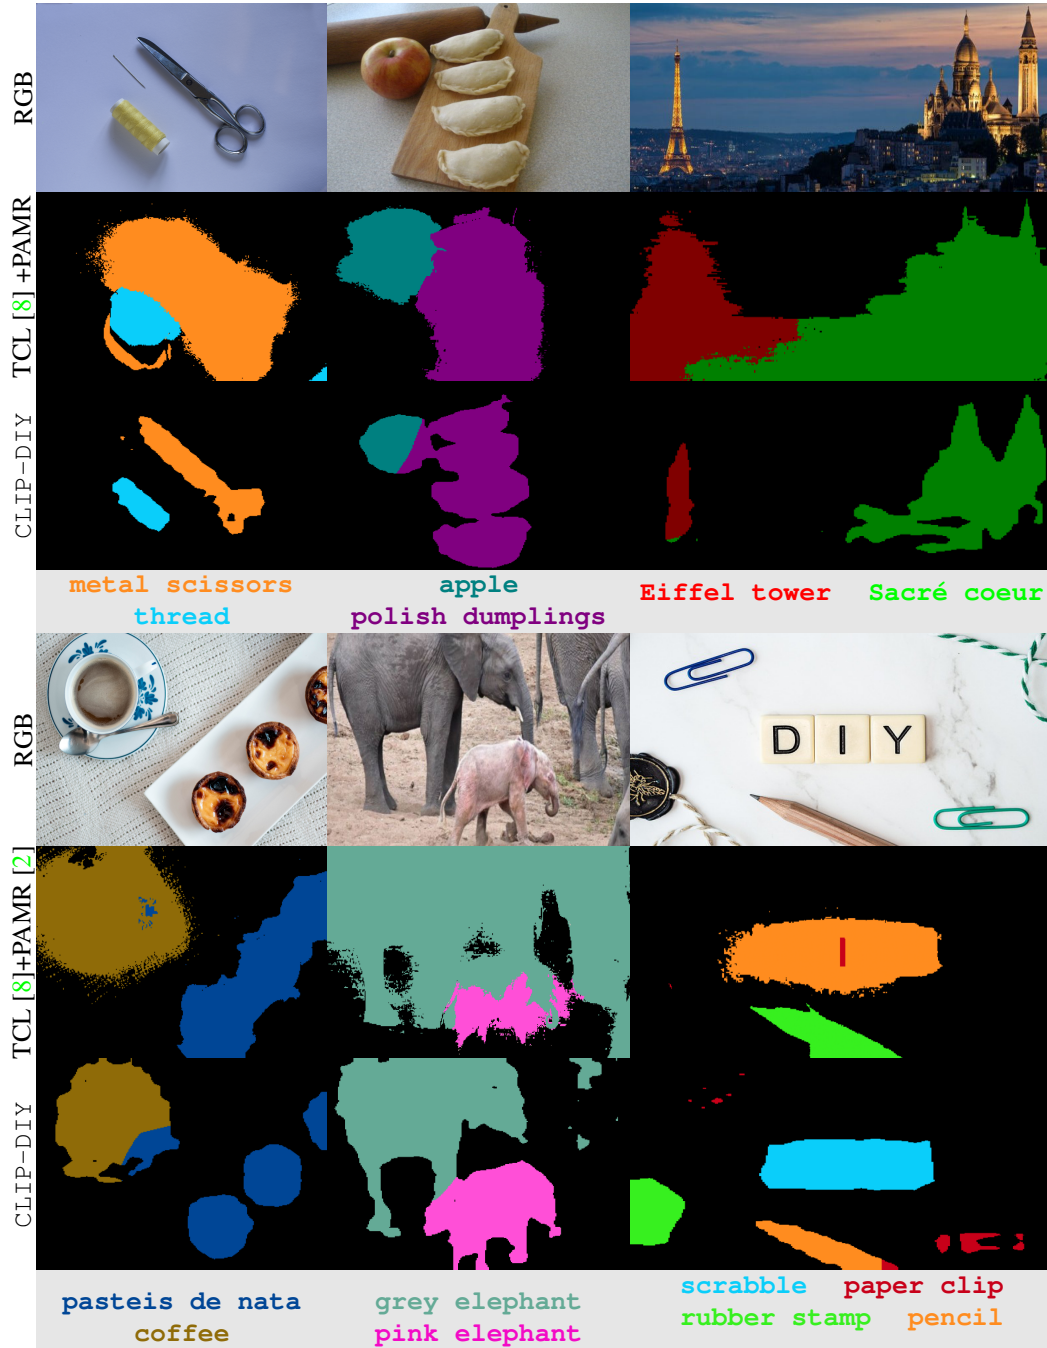 RGB
TCL [8] +PAMR
CLIP-DIY
metal scissors
thread
apple
polish dumplings
Eiffel tower Sacré coeur
RGB
D I Y
TCL [8]+PAMR [2]
CLIP-DIY
pasteis de nata
coffee
grey elephant
pink elephant
scrabble paper clip
rubber stamp pencil